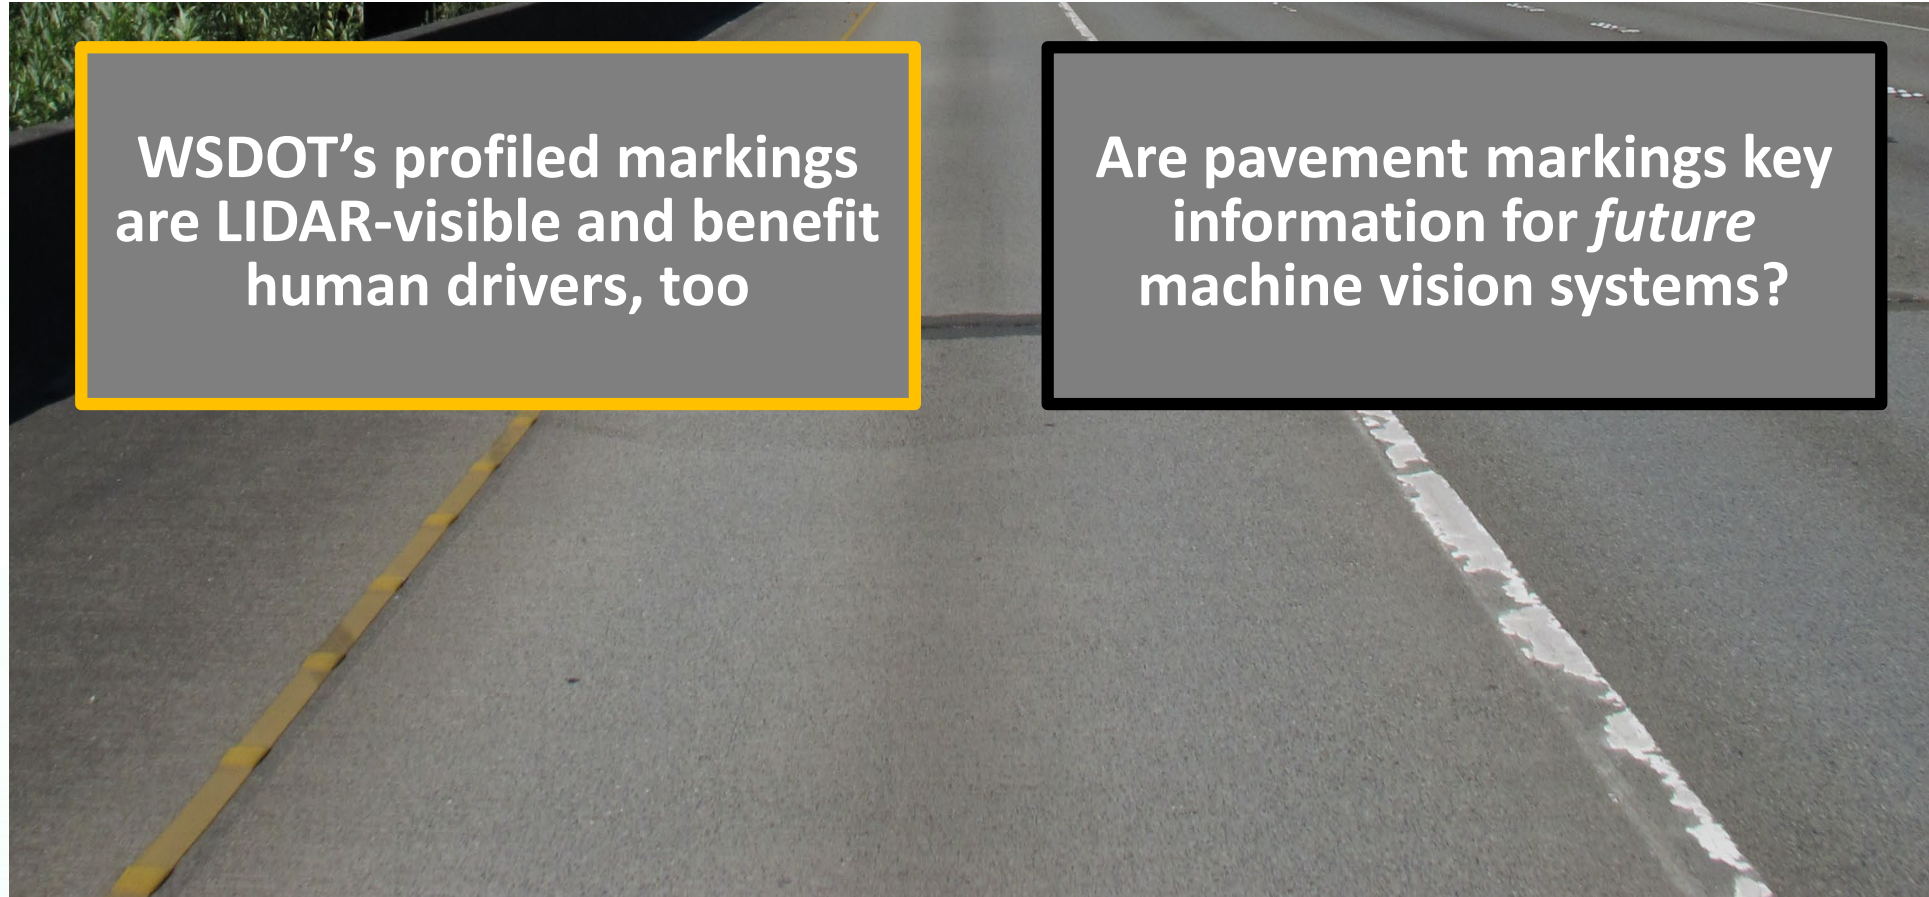 WSDOT’s profiled markings
are LIDAR-visible and benefit
human drivers, too
Are pavement markings key
information for future
machine vision systems?